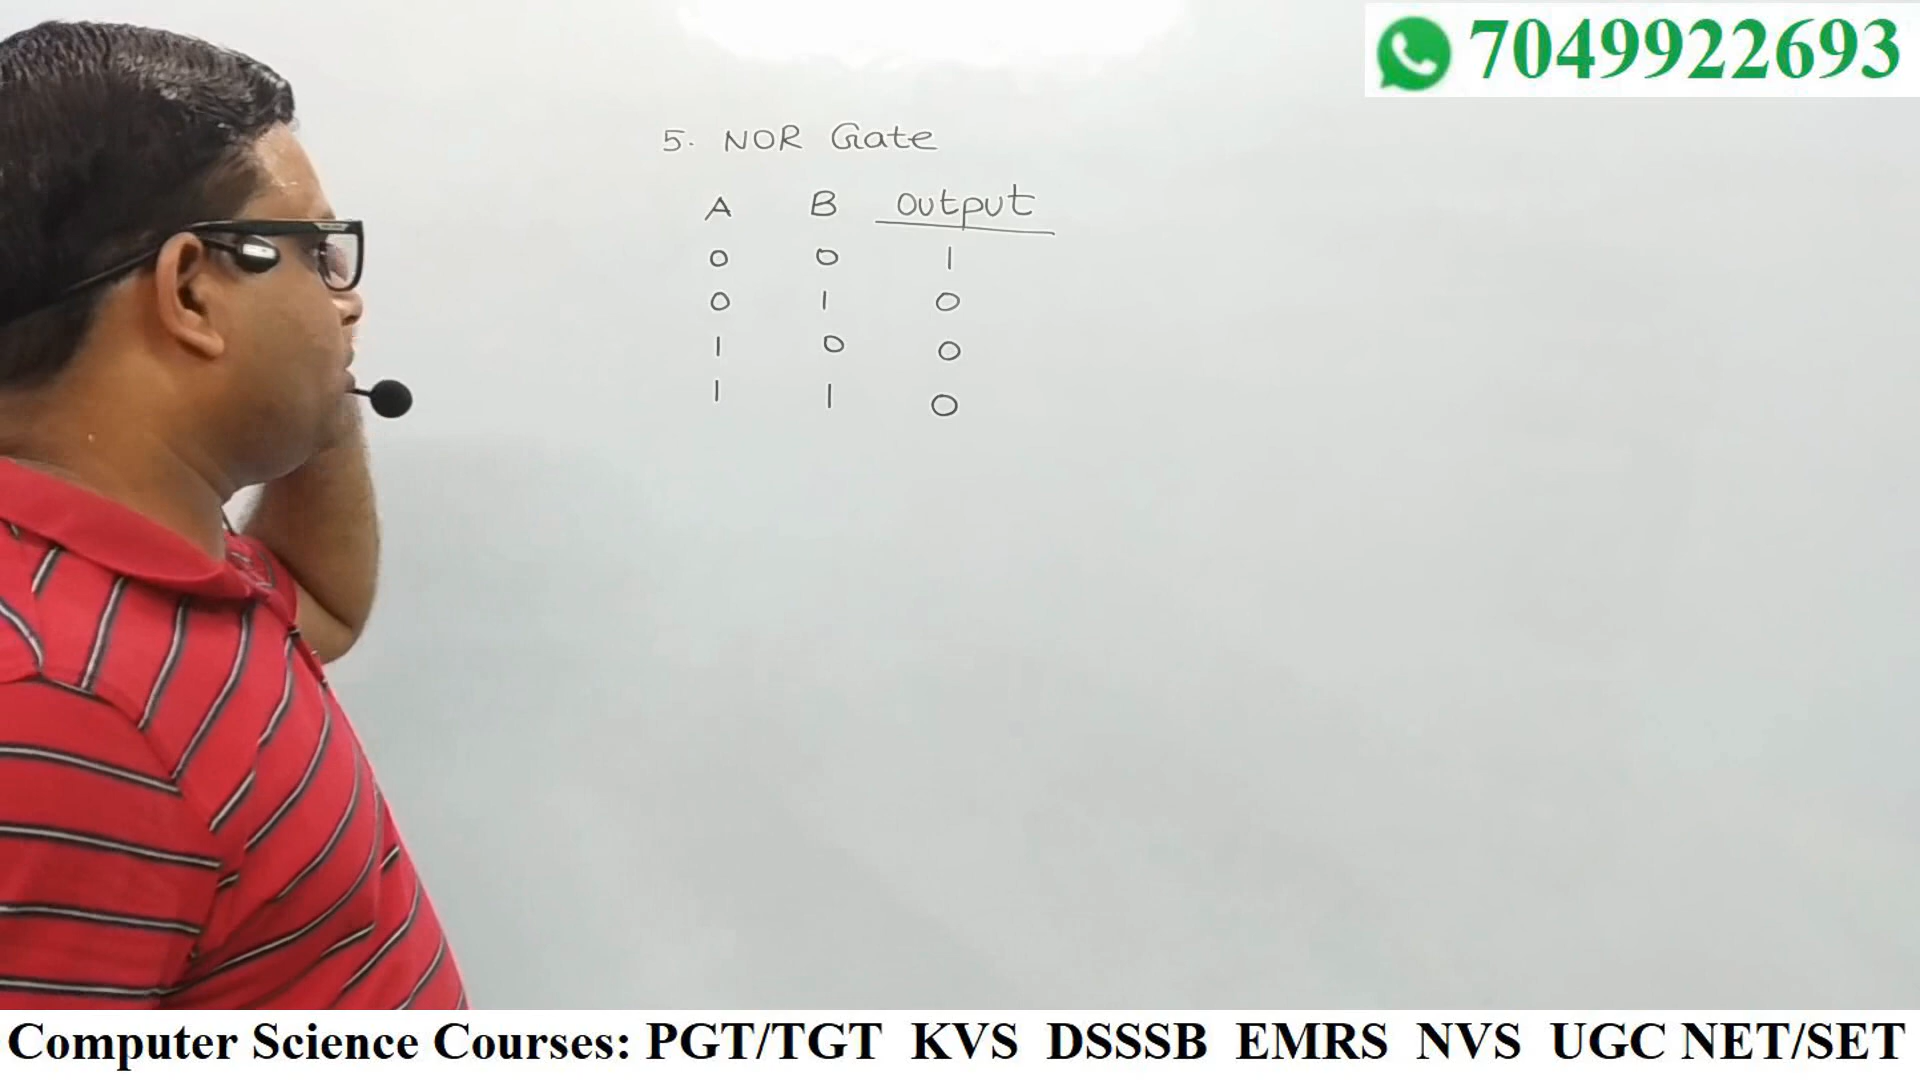 7049922693
5. NOR Gate
A B Output
0 0 1
0 1 0
1 0 0
1 1 0
Computer Science Courses: PGT/TGT KVS DSSSB EMRS NVS UGC NET/SET